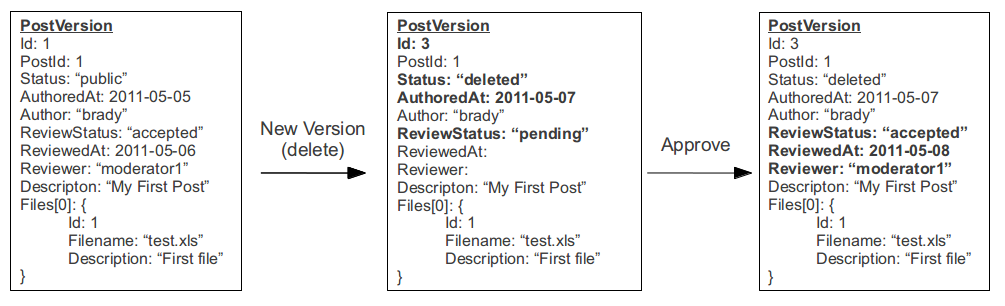 PostVersion
Id: 1
PostId: 1
Status: “public”
AuthoredAt: 2011-05-05
Author: “brady”
ReviewStatus: “accepted”
ReviewedAt: 2011-05-06
Reviewer: “moderator1”
Descripton: “My First Post”
Files[0]: {
Id: 1
Filename: “test.xls”
Description: “First file”
}
New Version
(delete)
PostVersion
Id: 3
PostId: 1
Status: “deleted”
AuthoredAt: 2011-05-07
Author: “brady”
ReviewStatus: “pending”
ReviewedAt:
Reviewer:
Descripton: “My First Post”
Files[0]: {
Id: 1
Filename: “test.xls”
Description: “First file”
}
Approve
PostVersion
Id: 3
PostId: 1
Status: “deleted”
AuthoredAt: 2011-05-07
Author: “brady”
ReviewStatus: “accepted”
ReviewedAt: 2011-05-08
Reviewer: “moderator1”
Descripton: “My First Post”
Files[0]: {
Id: 1
Filename: “test.xls”
Description: “First file”
}